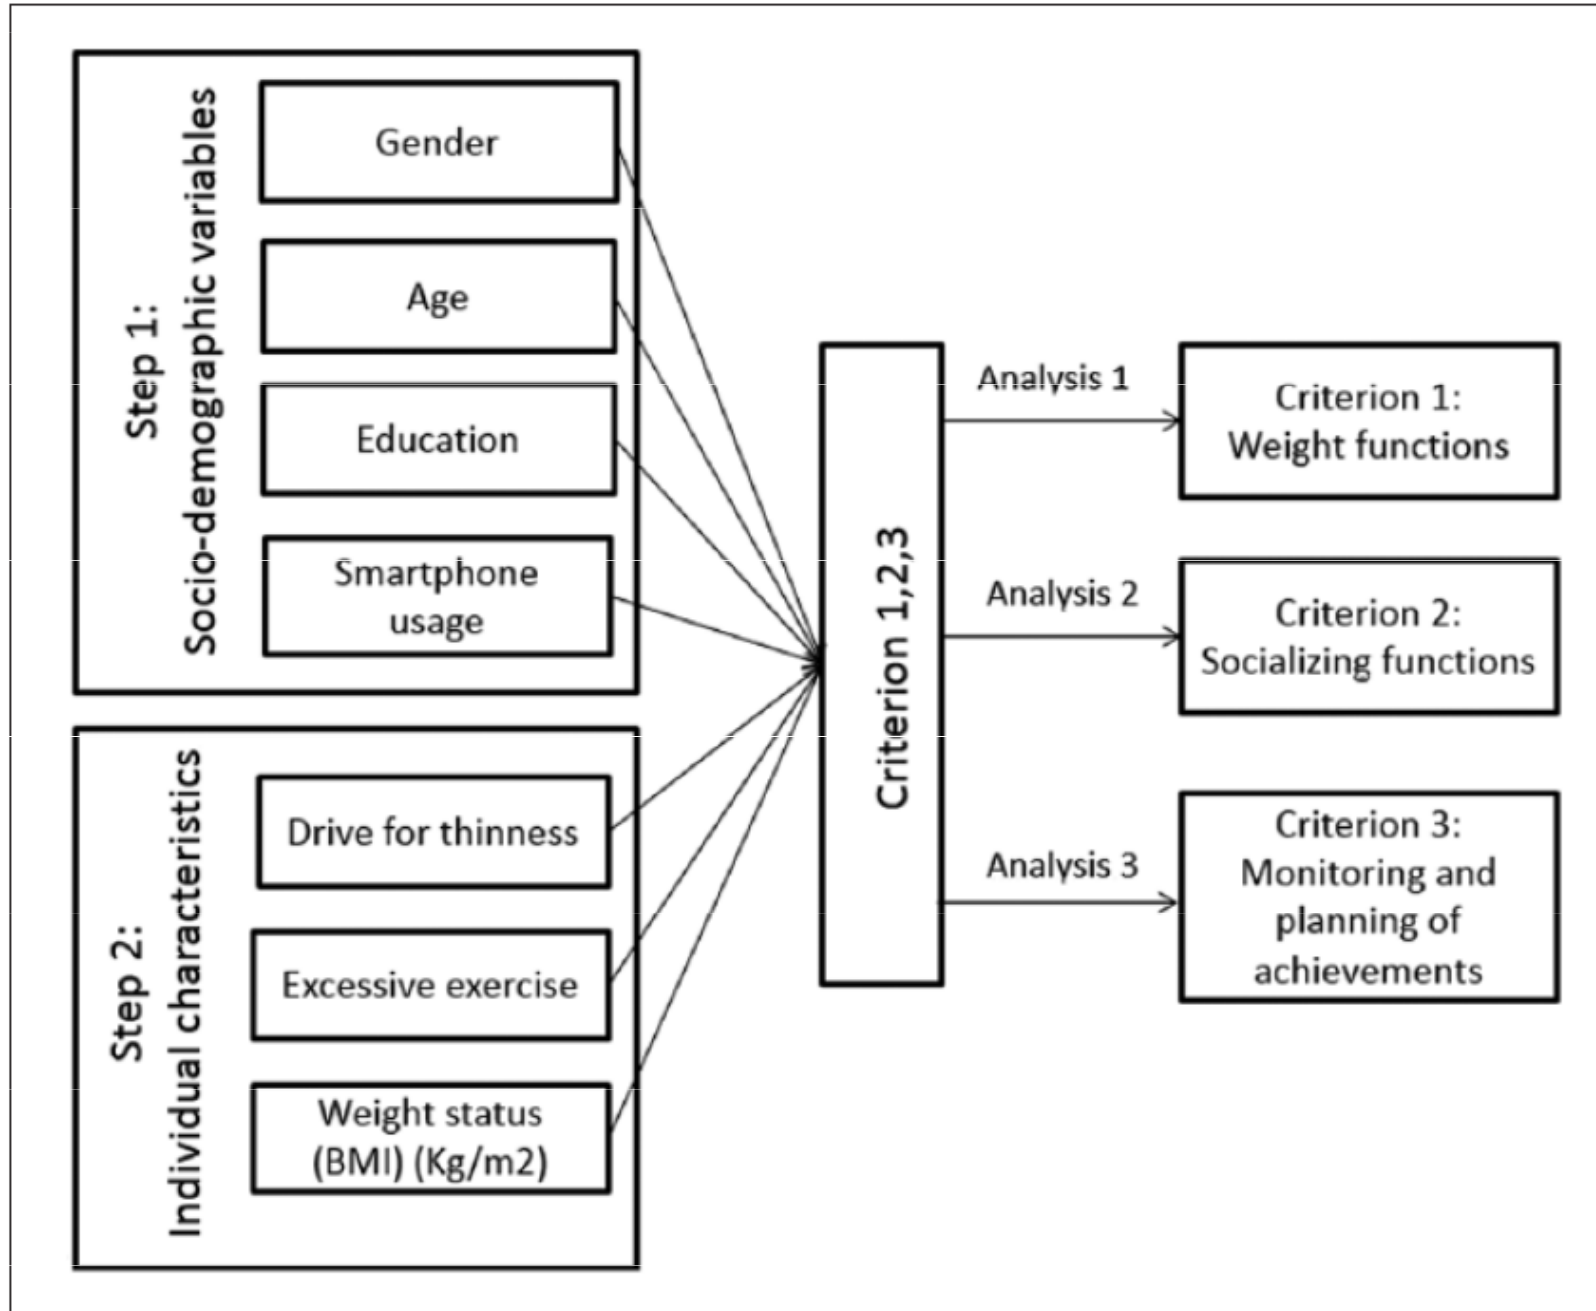 Step 1:
Socio-demographic variables
Gender
Age
Education
Smartphone
usage
Step 2:
Individual characteristics
Drive for thinness
Excessive exercise
Weight status
(BMI) (Kg/m2)
Criterion 1,2,3
Analysis 1
Criterion 1:
Weight functions
Analysis 2
Criterion 2:
Socializing functions
Analysis 3
Criterion 3:
Monitoring and
planning of
achievements